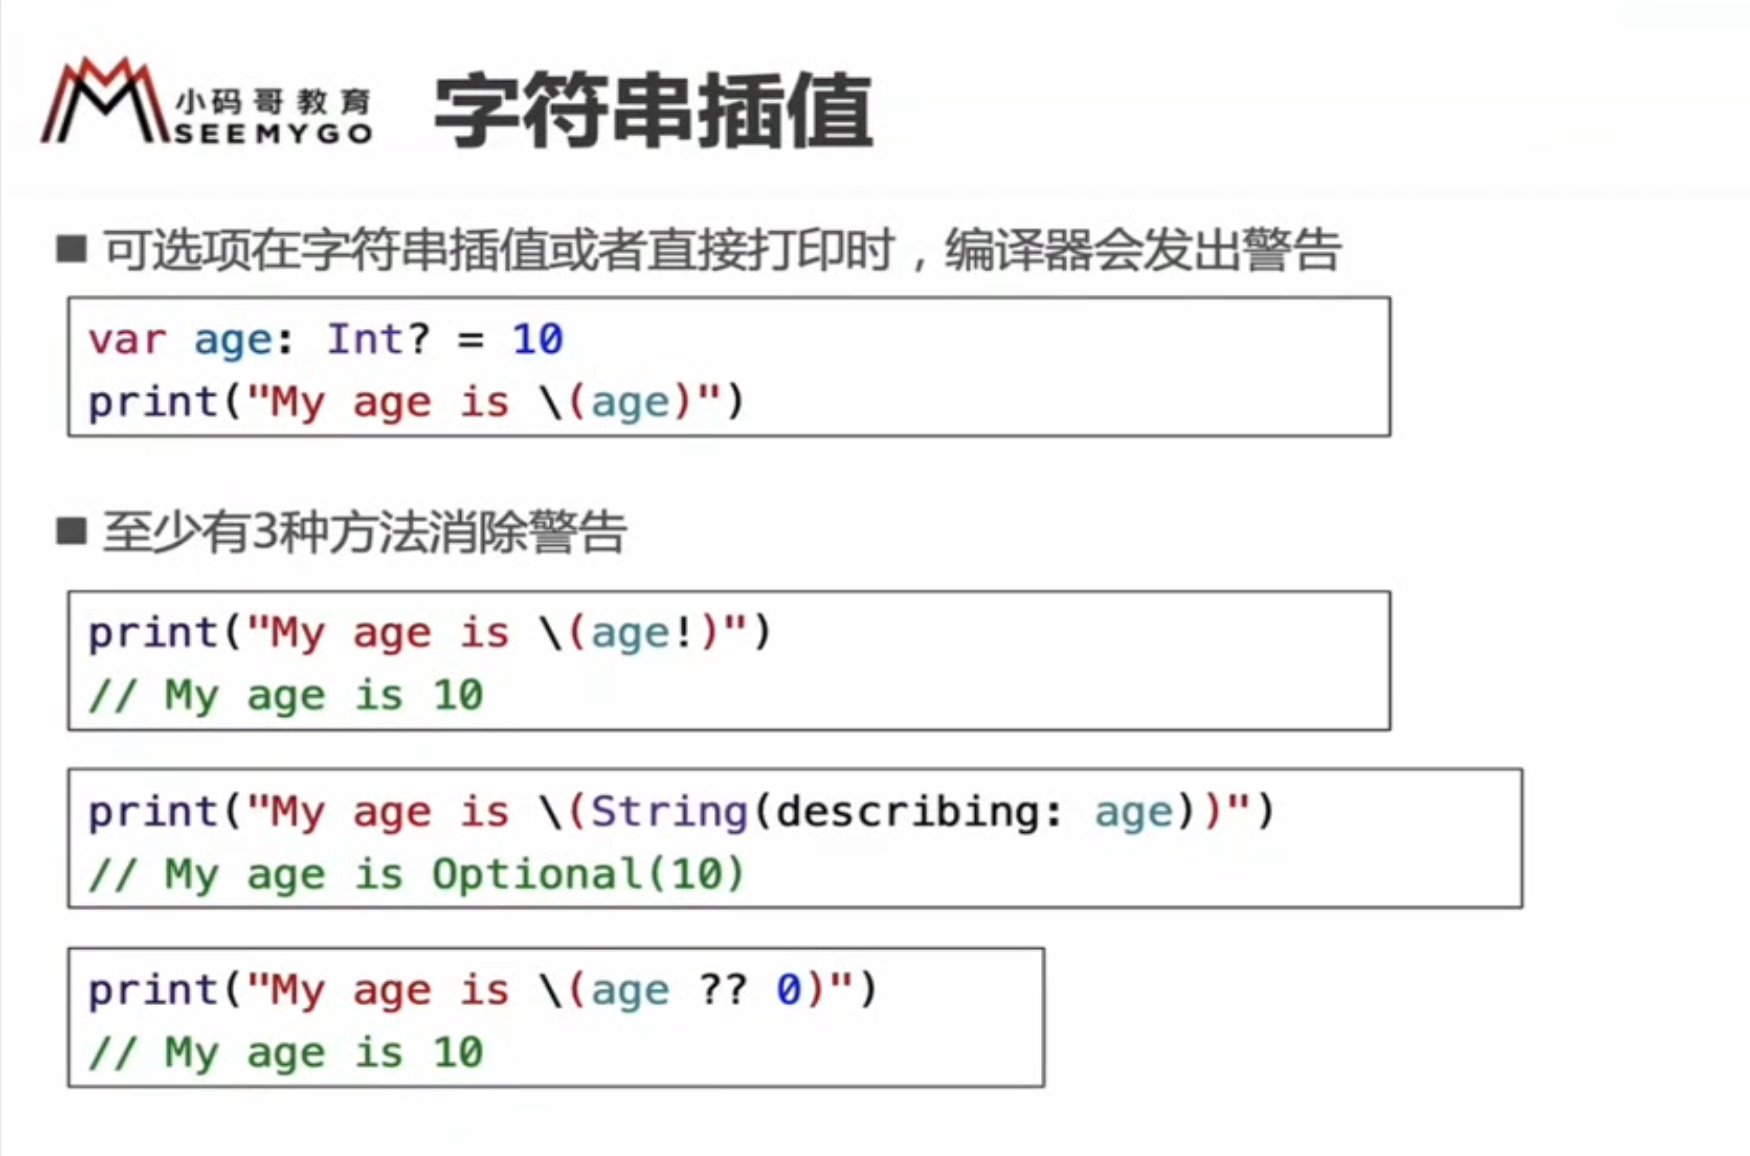 小码哥教育
SEEMYGO
字符串插值
■ 可选项在字符串插值或者直接打印时，编译器会发出警告
var age: Int? = 10
print("My age is \(age)")
■ 至少有3种方法消除警告
print("My age is \(age!)")
// My age is 10
print("My age is \(String(describing: age))")
// My age is Optional(10)
print("My age is \(age ?? 0)")
// My age is 10